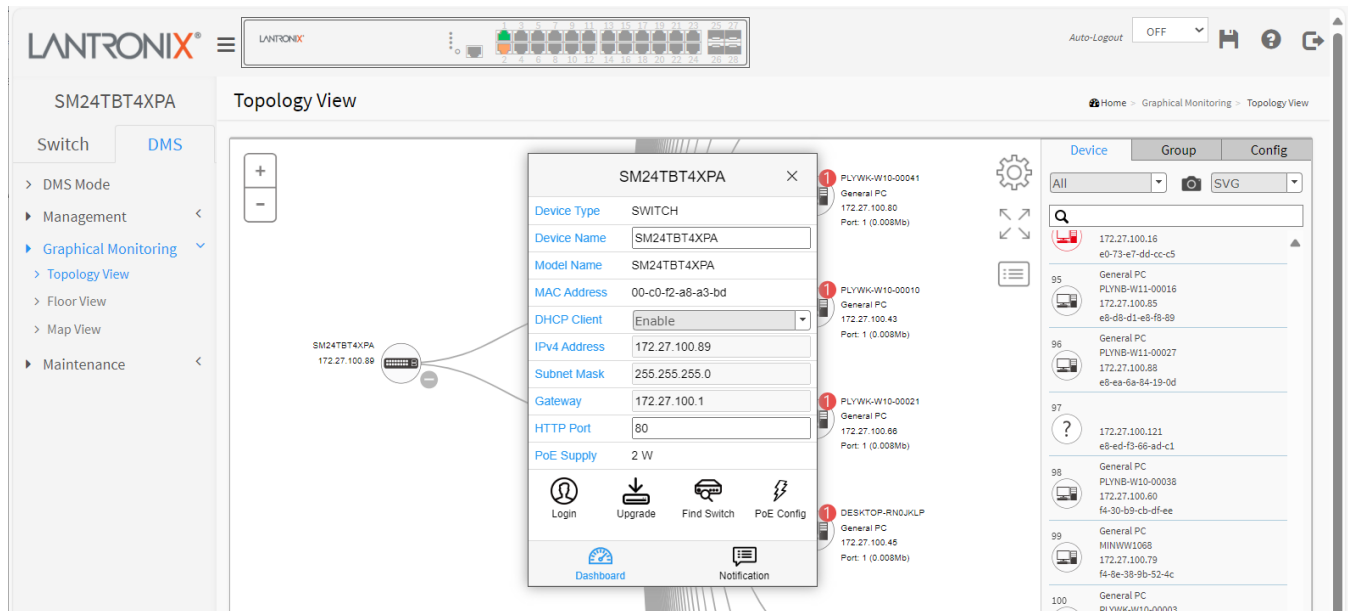 LANTRONIX®
LANTRONIX
1 3 5 7 9 11 13 15 17 19 21 23 25 27
2 4 6 8 10 12 14 16 18 20 22 24 26 28
Auto-Logout OFF
SM24TBT4XPA
Switch DMS
> DMS Mode
Management
Graphical Monitoring
> Topology View
> Floor View
> Map View
Maintenance
Topology View
Home > Graphical Monitoring > Topology View
+
-
SM24TBT4XPA
172.27.100.89
SM24TBT4XPA ×
Device Type SWITCH
Device Name SM24TBT4XPA
Model Name SM24TBT4XPA
MAC Address 00-c0-f2-a8-a3-bd
DHCP Client Enable
IPv4 Address 172.27.100.89
Subnet Mask 255.255.255.0
Gateway 172.27.100.1
HTTP Port 80
PoE Supply 2 W
Login Upgrade Find Switch PoE Config
Dashboard Notification
1 PLYWK-W10-00041
General PC
172.27.100.80
Port: 1 (0.008Mb)
1 PLYWK-W10-00010
General PC
172.27.100.43
Port: 1 (0.008Mb)
1 PLYWK-W10-00021
General PC
172.27.100.66
Port: 1 (0.008Mb)
1 DESKTOP-RN0JKLP
General PC
172.27.100.45
Port: 1 (0.008Mb)
Device Group Config
All SVG
172.27.100.16
e0-73-e7-dd-cc-c5
95 General PC
PLYNB-W11-00016
172.27.100.85
e8-d8-d1-e8-f8-89
96 General PC
PLYNB-W11-00027
172.27.100.88
e8-ea-6a-84-19-0d
97
?
172.27.100.121
e8-ed-f3-66-ad-c1
98 General PC
PLYNB-W10-00038
172.27.100.60
f4-30-b9-cb-df-ee
99 General PC
MINWW1068
172.27.100.79
f4-8e-38-9b-52-4c
100 General PC
PLYWK-W10-00003